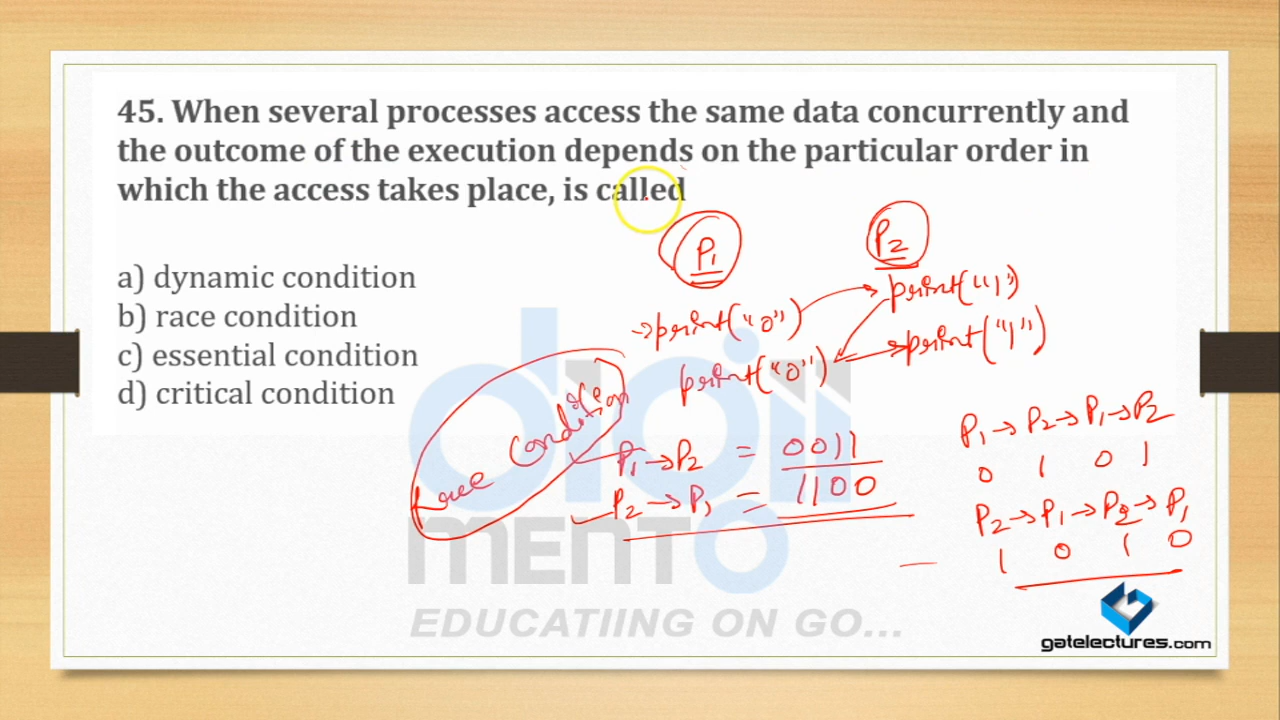 45. When several processes access the same data concurrently and
the outcome of the execution depends on the particular order in
which the access takes place, is called
a) dynamic condition
b) race condition
c) essential condition
d) critical condition
P1
P2
print("0")
print("1")
print("0")
print("1")
race condition
P1→P2 = 0011
P2→P1 = 1100
P1→P2→P1→P2
0 1 0 1
P2→P1→P2→P1
1 0 1 0
digii
MENTO
EDUCATIING ON GO...
gatelectures.com